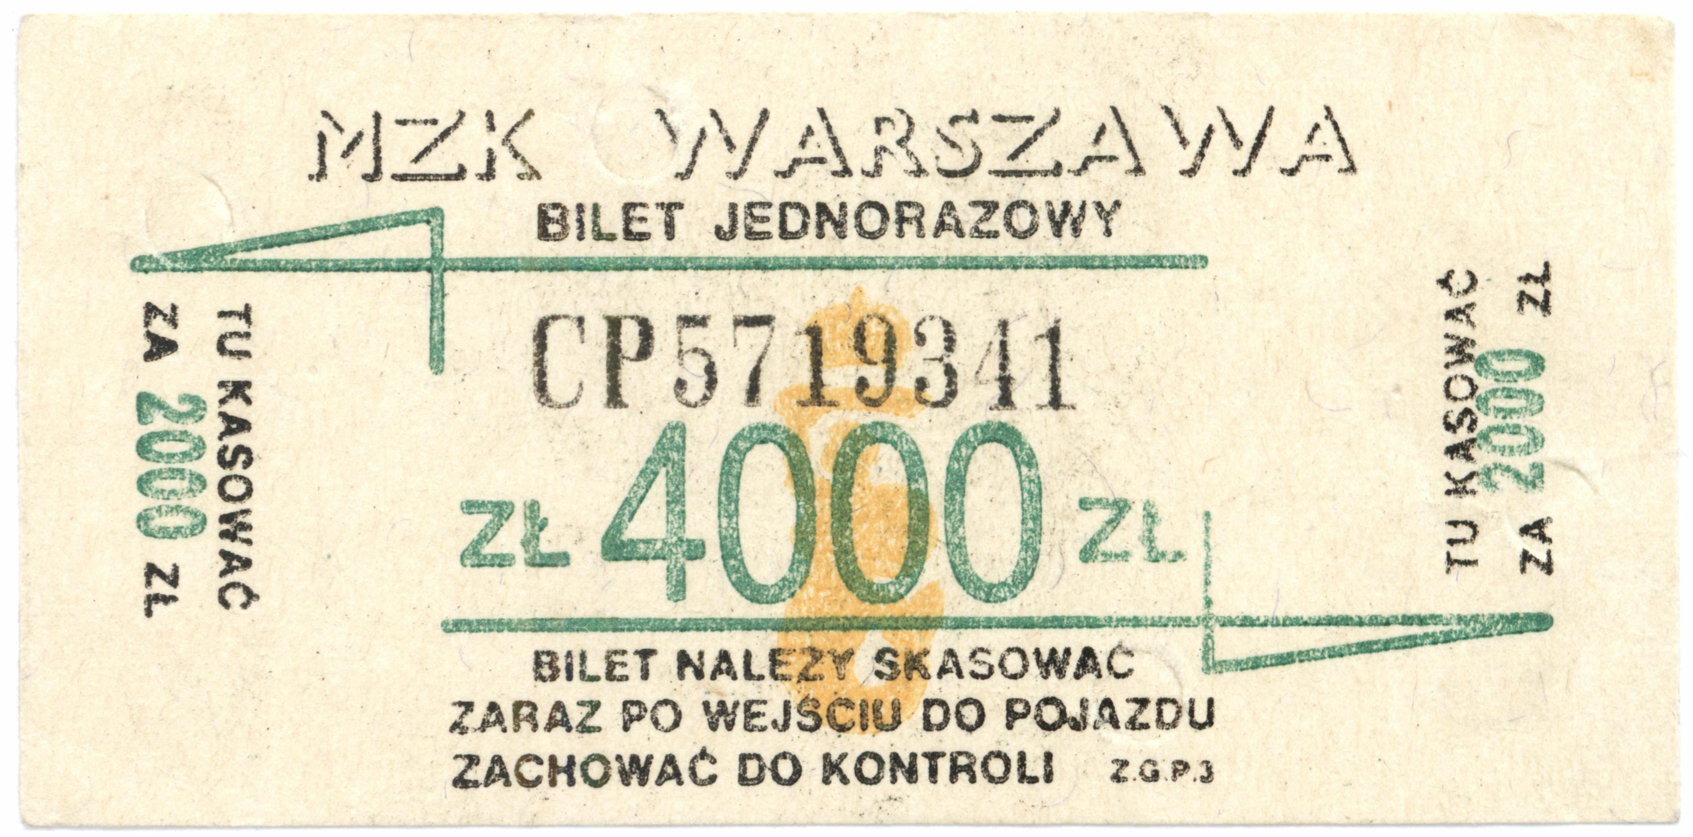 MZK WARSZAWA
BILET JEDNORAZOWY
TU KASOWAĆ
ZA 2000 ZŁ
CP5719341
ZŁ 4000 ZŁ
TU KASOWAĆ
ZA 2000 ZŁ
BILET NALEŻY SKASOWAĆ
ZARAZ PO WEJŚCIU DO POJAZDU
ZACHOWAĆ DO KONTROLI Z.G.P.3